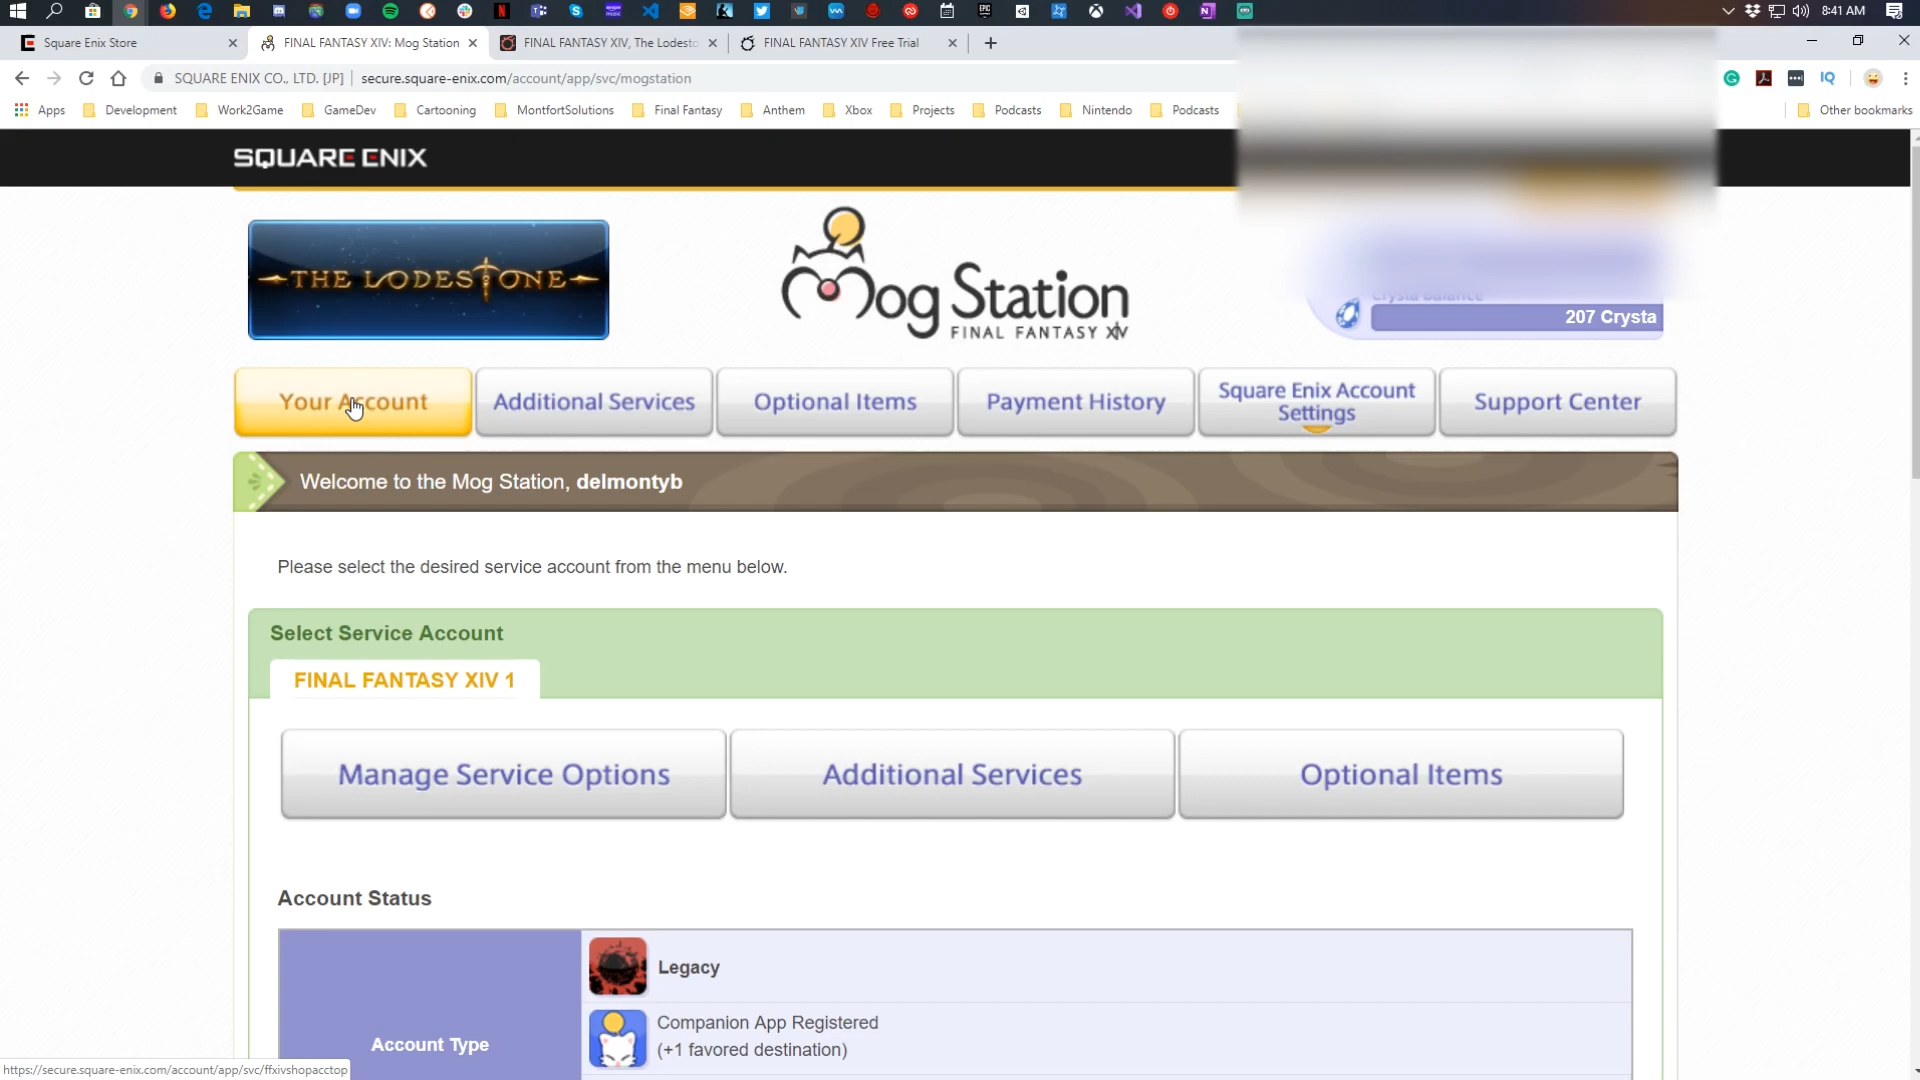 8:41 AM
Square Enix Store
FINAL FANTASY XIV: Mog Station
FINAL FANTASY XIV, The Lodest
FINAL FANTASY XIV Free Trial
SQUARE ENIX CO., LTD. [JP] | secure.square-enix.com/account/app/svc/mogstation
Apps Development Work2Game GameDev Cartooning MontfortSolutions Final Fantasy Anthem Xbox Projects Podcasts Nintendo Podcasts Other bookmarks
SQUARE ENIX
THE LODESTONE
Mog Station
FINAL FANTASY XIV
Crysta Balance
207 Crysta
Your Account
Additional Services
Optional Items
Payment History
Square Enix Account
Settings
Support Center
Welcome to the Mog Station, delmontyb
Please select the desired service account from the menu below.
Select Service Account
FINAL FANTASY XIV 1
Manage Service Options
Additional Services
Optional Items
Account Status
Legacy
Account Type
Companion App Registered
(+1 favored destination)
https://secure.square-enix.com/account/app/svc/ffxivshopacctop